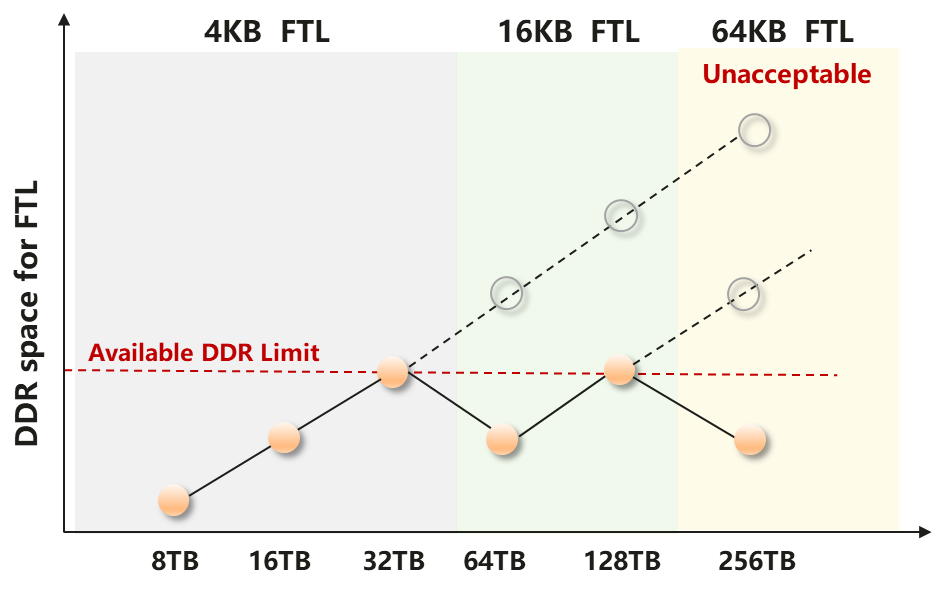 4KB FTL
16KB FTL
64KB FTL
Unacceptable
DDR space for FTL
Available DDR Limit
8TB
16TB
32TB
64TB
128TB
256TB